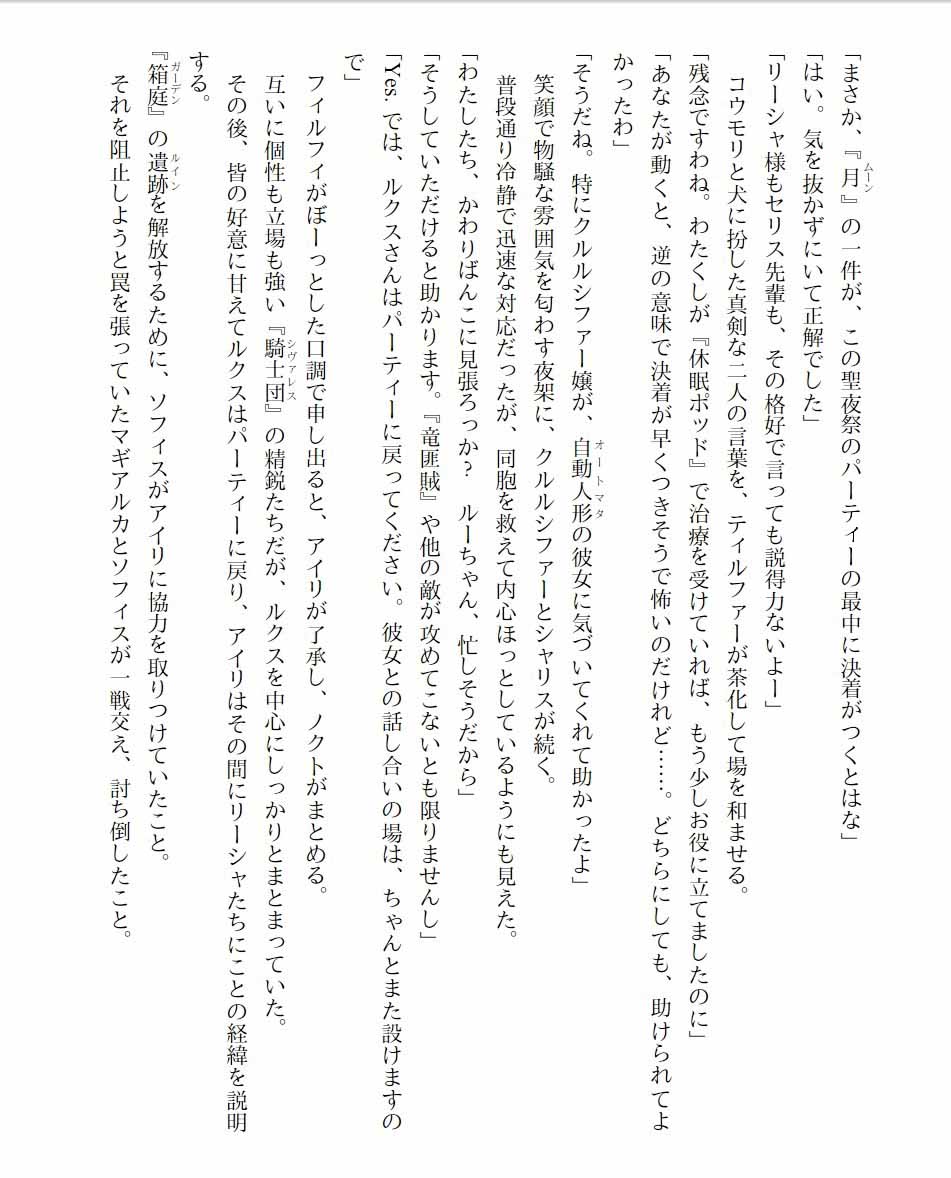 「まさか、『月』の一件が、この聖夜祭のパーティーの最中に決着がつくとはな」
ムーン
「はい。気を抜かずにいて正解でした」
『リーシャ様もセリス先輩も、その格好で言っても説得力ないよー」
コウモリと犬に扮した真剣な二人の言葉を、ティルファーが茶化して場を和ませる。
「残念ですわね。わたくしが『休眠ポッド』で治療を受けていれば、もう少しお役に立てましたのに」
「あなたが動くと、逆の意味で決着が早くつきそうで怖いのだけれど……。どちらにしても、助けられてよ
かったわ」
「そうだね。特にクルルシファー嬢が、自動人形の彼女に気づいてくれて助かったよ」
オートマタ
笑顔で物騒な雰囲気を匂わす夜架に、クルルシファーとシャリスが続く。
普段通り冷静で迅速な対応だったが、同胞を救えて内心ほっとしているようにも見えた。
「わたしたち、かわりばんこに見張ろっか? ルーちゃん、忙しそうだから」
「そうしていただけると助かります。『竜匪賊』や他の敵が攻めてこないとも限りませんし」
「Yes. では、ルクスさんはパーティーに戻ってください。彼女との話し合いの場は、ちゃんとまた設けますの
で」
フィルフィがぼーっとした口調で申し出ると、アイリが了承し、ノクトがまとめる。
互いに個性も立場も強い『騎士団』の精鋭たちだが、ルクスを中心にしっかりとまとまっていた。
シヴァレス
その後、皆の好意に甘えてルクスはパーティーに戻り、アイリはその間にリーシャたちにことの経緯を説明
する。
『箱庭』の遺跡を解放するために、ソフィスがアイリに協力を取りつけていたこと。
ガーデン ルイン
それを阻止しようと罠を張っていたマギアルカとソフィスが一戦交え、討ち倒したこと。